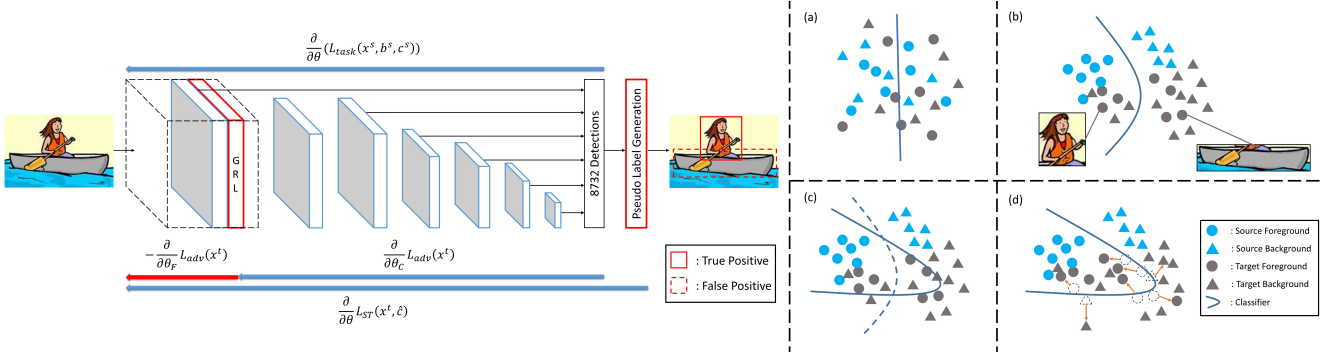 ∂/∂θ (L_task(x^s, b^s, c^s))
G
R
L
8732 Detections
Pseudo Label Generation
−∂/∂θ_F L_adv(x^t)
∂/∂θ_C L_adv(x^t)
∂/∂θ L_ST(x^t, ĉ)
: True Positive
: False Positive
(a)
(b)
(c)
(d)
: Source Foreground
: Source Background
: Target Foreground
: Target Background
: Classifier